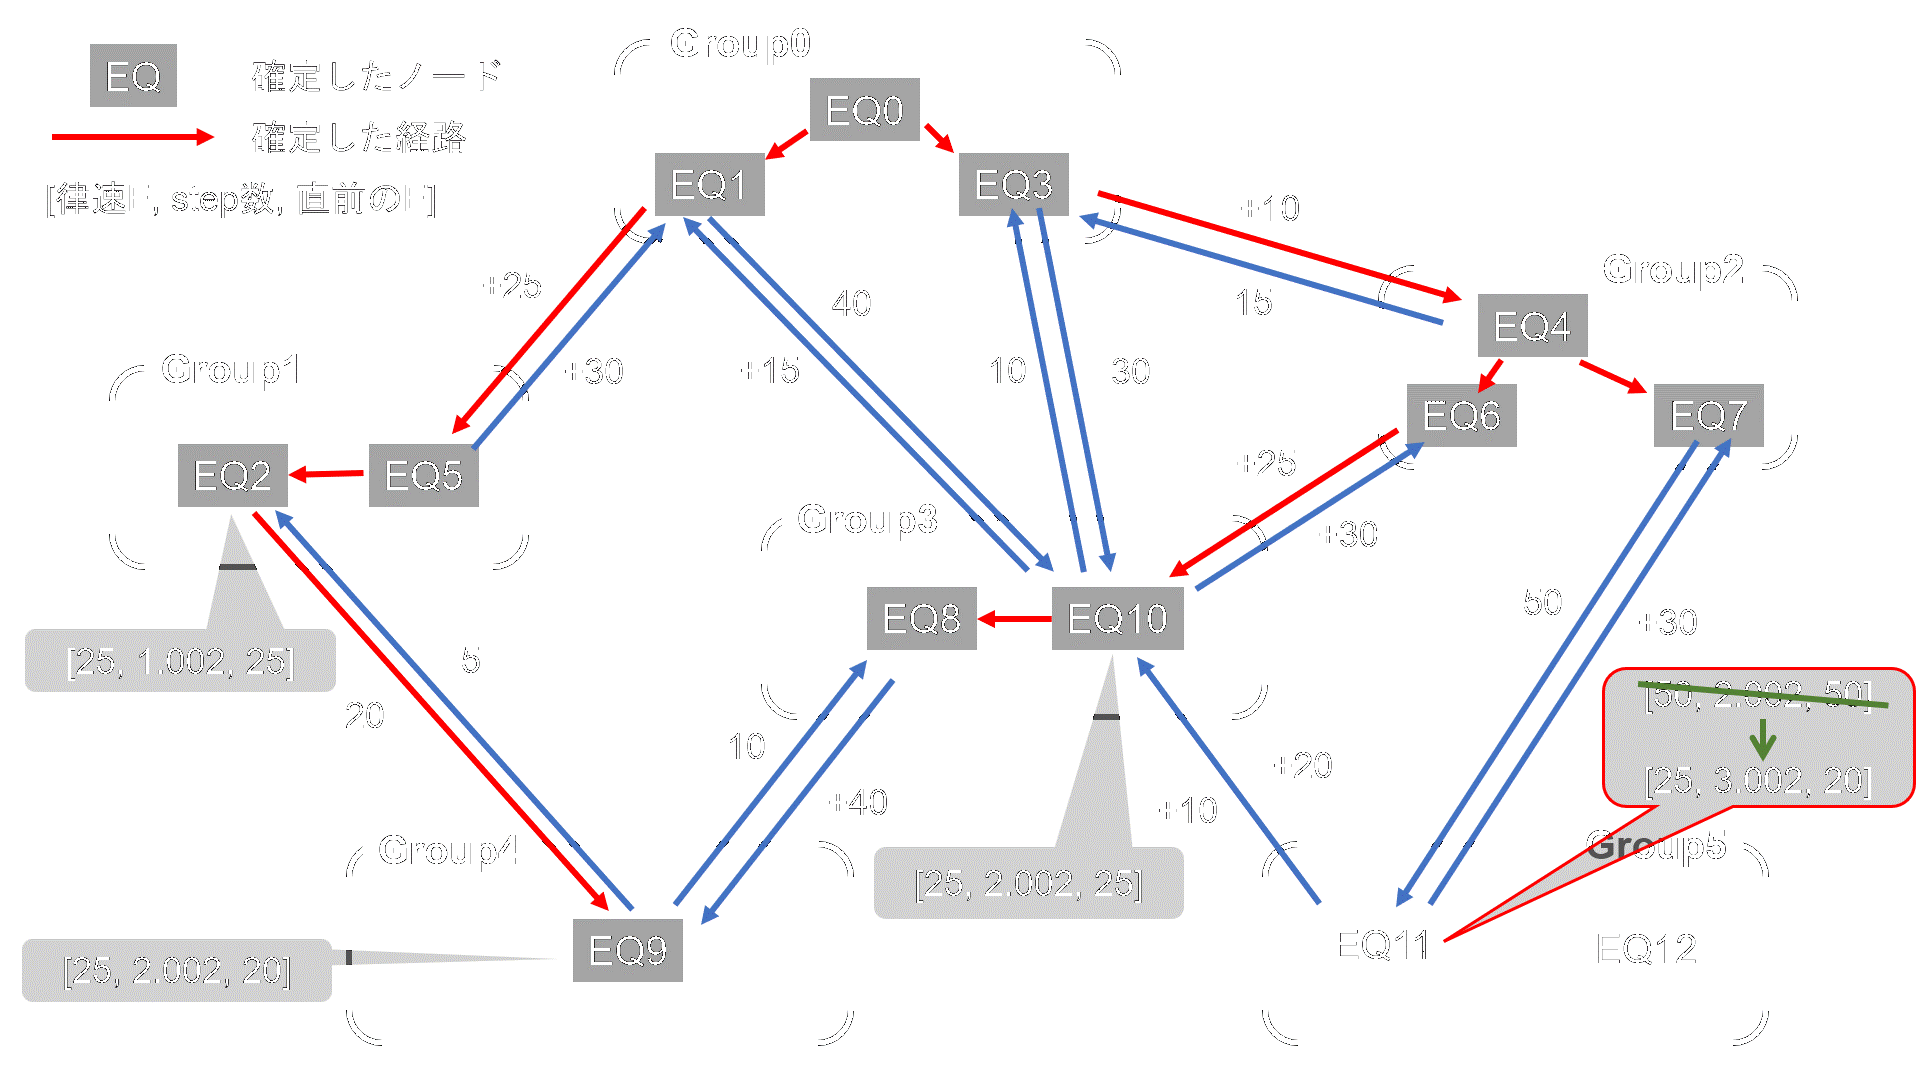 EQ 確定したノード
確定した経路
[律速E, step数, 直前のE]
Group0
EQ0
EQ1
EQ3
+10
15
Group2
EQ4
EQ6
EQ7
+25
+30
40
+15
10
30
Group1
EQ2
EQ5
[25, 1.002, 25]
20
5
Group3
EQ8
EQ10
+25
+30
50
+30
10
+40
+20
+10
[50, 2.002, 50]
[25, 3.002, 20]
[25, 2.002, 25]
Group4
EQ9
[25, 2.002, 20]
Group5
EQ11
EQ12